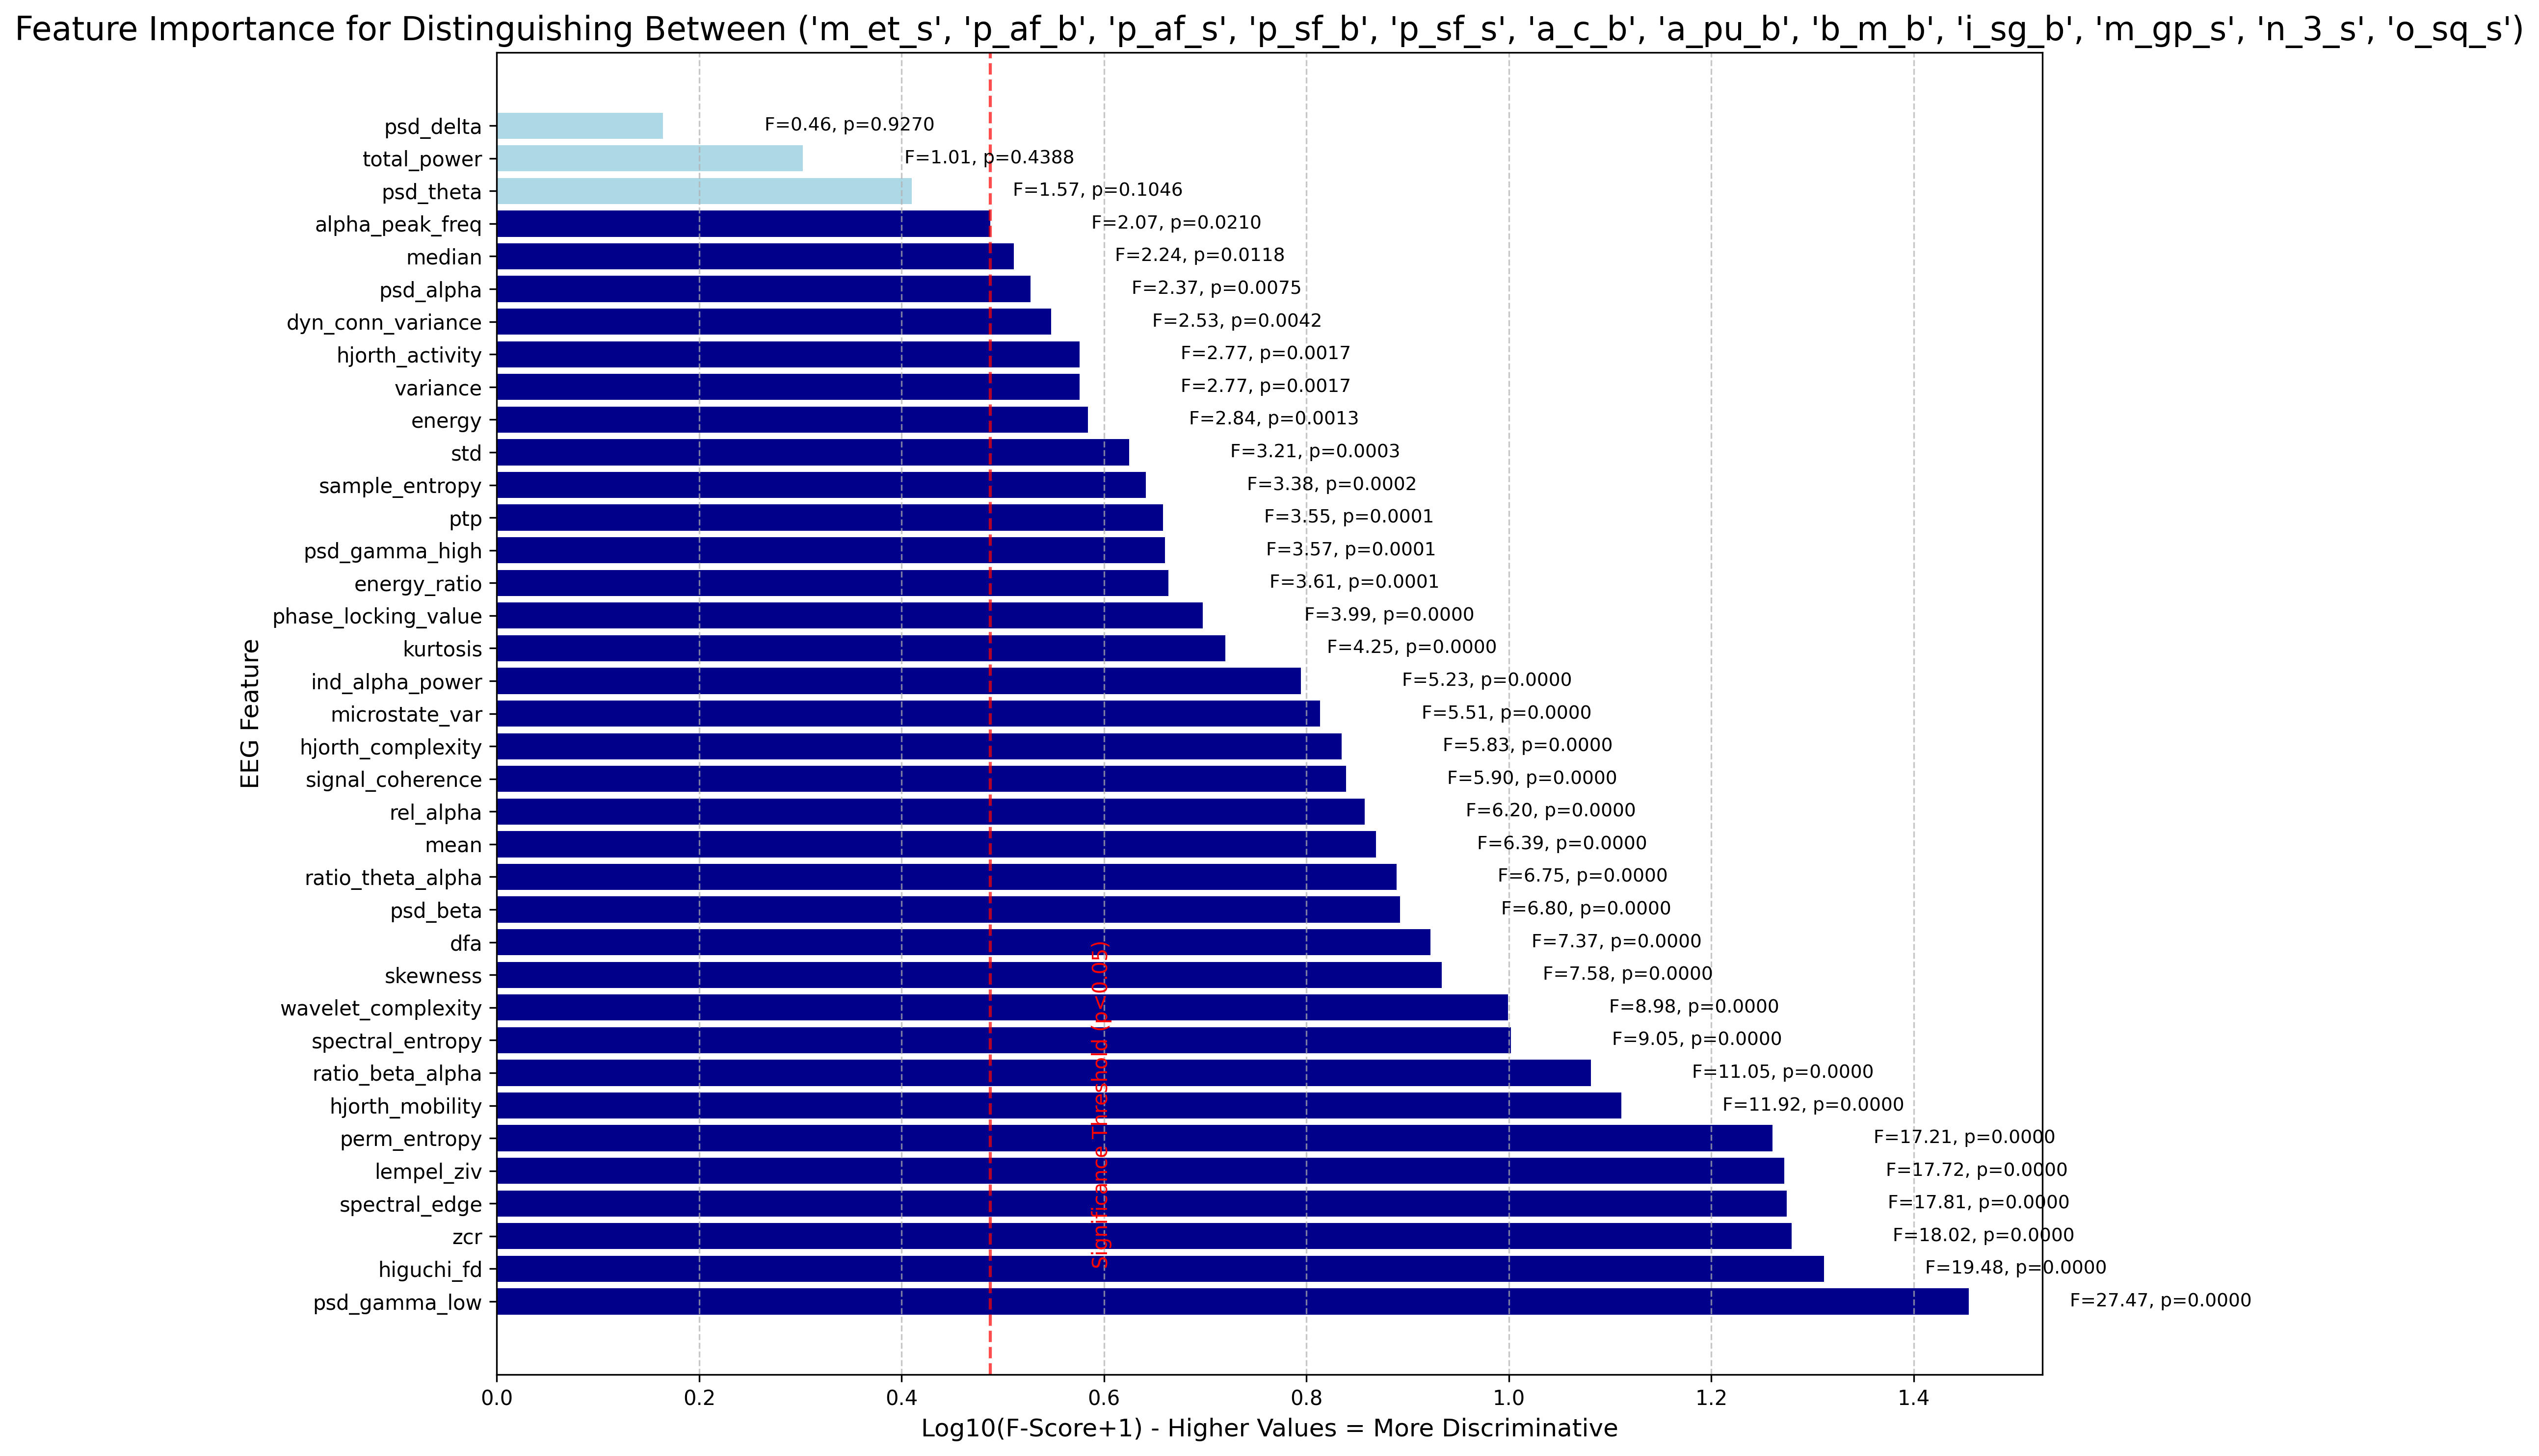 Feature Importance for Distinguishing Between ('m_et_s', 'p_af_b', 'p_af_s', 'p_sf_b', 'p_sf_s', 'a_c_b', 'a_pu_b', 'b_m_b', 'i_sg_b', 'm_gp_s', 'n_3_s', 'o_sq_s')
psd_delta F=0.46, p=0.9270
total_power F=1.01, p=0.4388
psd_theta F=1.57, p=0.1046
alpha_peak_freq F=2.07, p=0.0210
median F=2.24, p=0.0118
psd_alpha F=2.37, p=0.0075
dyn_conn_variance F=2.53, p=0.0042
hjorth_activity F=2.77, p=0.0017
variance F=2.77, p=0.0017
energy F=2.84, p=0.0013
std F=3.21, p=0.0003
sample_entropy F=3.38, p=0.0002
ptp F=3.55, p=0.0001
psd_gamma_high F=3.57, p=0.0001
energy_ratio F=3.61, p=0.0001
phase_locking_value F=3.99, p=0.0000
kurtosis F=4.25, p=0.0000
ind_alpha_power F=5.23, p=0.0000
microstate_var F=5.51, p=0.0000
hjorth_complexity F=5.83, p=0.0000
signal_coherence F=5.90, p=0.0000
rel_alpha F=6.20, p=0.0000
mean F=6.39, p=0.0000
ratio_theta_alpha F=6.75, p=0.0000
psd_beta F=6.80, p=0.0000
dfa F=7.37, p=0.0000
skewness F=7.58, p=0.0000
wavelet_complexity F=8.98, p=0.0000
spectral_entropy F=9.05, p=0.0000
ratio_beta_alpha F=11.05, p=0.0000
hjorth_mobility F=11.92, p=0.0000
perm_entropy F=17.21, p=0.0000
lempel_ziv F=17.72, p=0.0000
spectral_edge F=17.81, p=0.0000
zcr F=18.02, p=0.0000
higuchi_fd F=19.48, p=0.0000
psd_gamma_low F=27.47, p=0.0000
EEG Feature
Significance Threshold (p<0.05)
0.0 0.2 0.4 0.6 0.8 1.0 1.2 1.4
Log10(F-Score+1) - Higher Values = More Discriminative